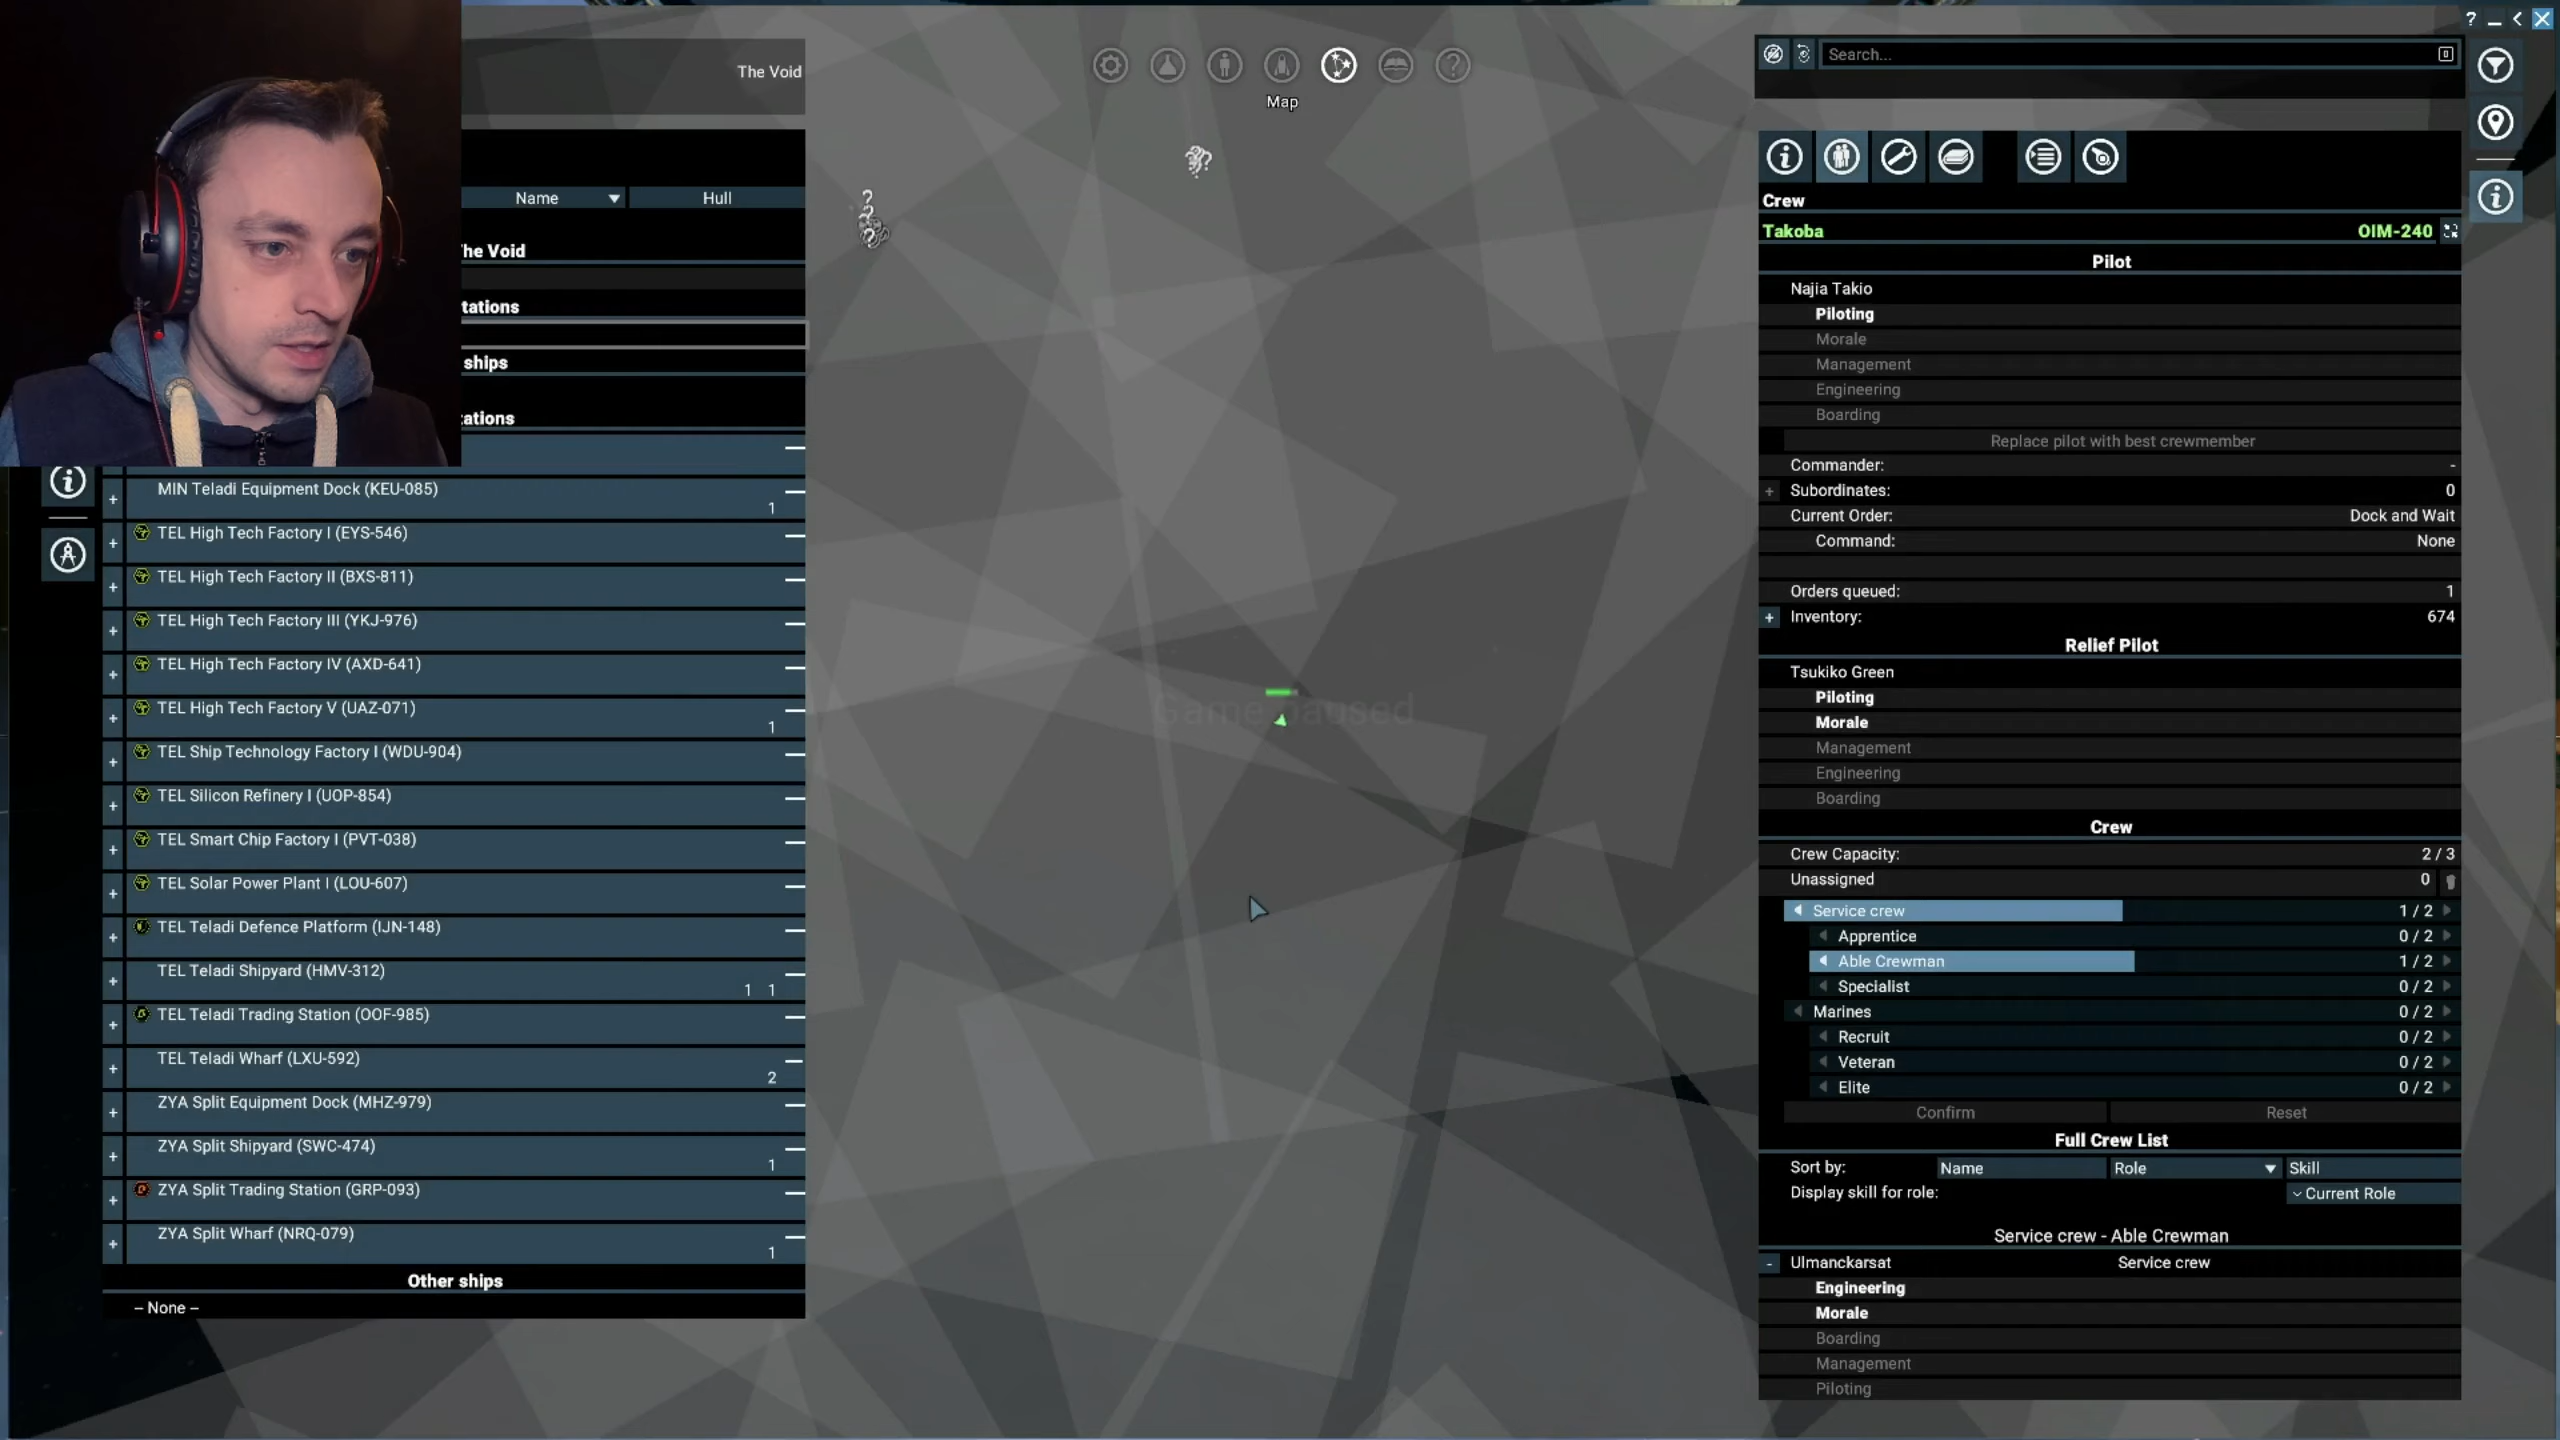 The Void
Name
Hull
he Void
tations
ships
tations
MIN Teladi Equipment Dock (KEU-085)
1
TEL High Tech Factory I (EYS-546)
TEL High Tech Factory II (BXS-811)
TEL High Tech Factory III (YKJ-976)
TEL High Tech Factory IV (AXD-641)
TEL High Tech Factory V (UAZ-071)
1
TEL Ship Technology Factory I (WDU-904)
TEL Silicon Refinery I (UOP-854)
TEL Smart Chip Factory I (PVT-038)
TEL Solar Power Plant I (LOU-607)
TEL Teladi Defence Platform (IJN-148)
TEL Teladi Shipyard (HMV-312)
1 1
TEL Teladi Trading Station (OOF-985)
TEL Teladi Wharf (LXU-592)
2
ZYA Split Equipment Dock (MHZ-979)
ZYA Split Shipyard (SWC-474)
1
ZYA Split Trading Station (GRP-093)
ZYA Split Wharf (NRQ-079)
1
Other ships
– None –
Map
Game paused
Search...
Crew
Takoba OIM-240
Pilot
Najia Takio
Piloting
Morale
Management
Engineering
Boarding
Replace pilot with best crewmember
Commander: -
Subordinates: 0
Current Order: Dock and Wait
Command: None
Orders queued: 1
Inventory: 674
Relief Pilot
Tsukiko Green
Piloting
Morale
Management
Engineering
Boarding
Crew
Crew Capacity: 2 / 3
Unassigned 0
Service crew 1 / 2
Apprentice 0 / 2
Able Crewman 1 / 2
Specialist 0 / 2
Marines 0 / 2
Recruit 0 / 2
Veteran 0 / 2
Elite 0 / 2
Confirm Reset
Full Crew List
Sort by: Name Role Skill
Display skill for role: Current Role
Service crew - Able Crewman
Ulmanckarsat Service crew
Engineering
Morale
Boarding
Management
Piloting